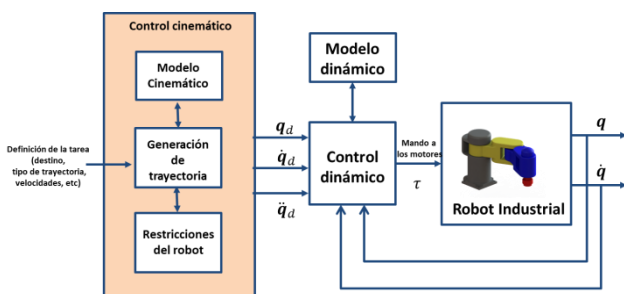 Control cinemático
Modelo
Cinemático
Definición de la tarea
(destino,
tipo de trayectoria,
velocidades, etc)
Generación
de
trayectoria
Restricciones
del robot
q_d
q̇_d
q̈_d
Modelo
dinámico
Control
dinámico
Mando a
los motores
τ
Robot Industrial
q
q̇